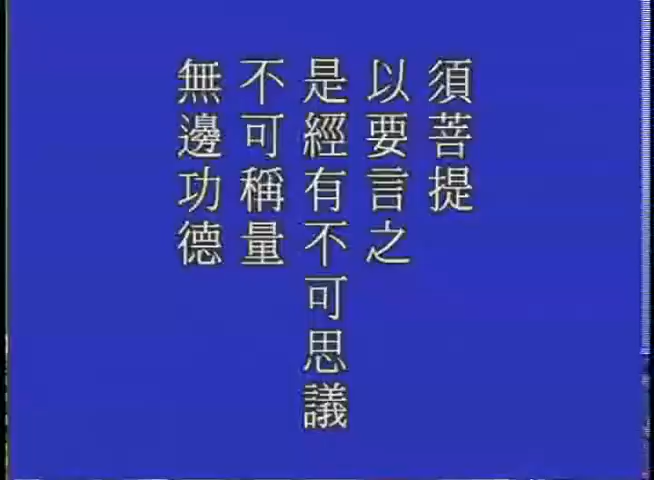 須菩提
以要言之
是經有不可思議
不可稱量
無邊功德